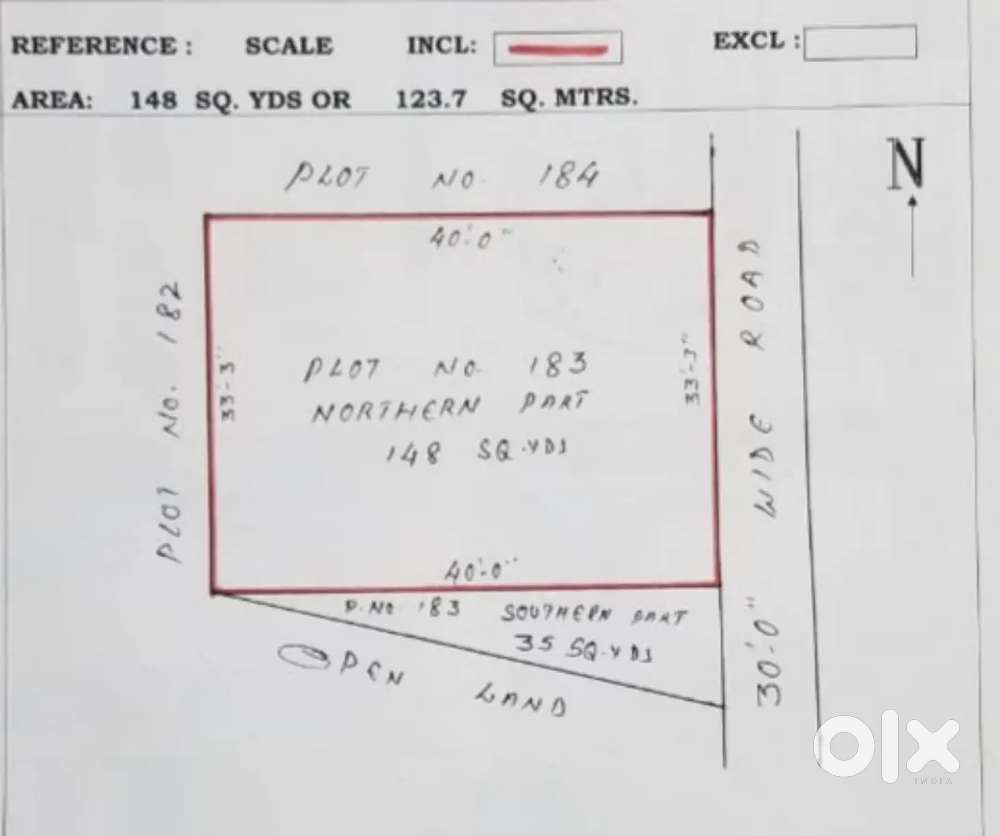 REFERENCE : SCALE INCL: EXCL :
AREA: 148 SQ. YDS OR 123.7 SQ. MTRS.
PLOT NO. 184
N
40'-0"
PLOT NO. 182
33'-3"
PLOT NO. 183
NORTHERN PART
148 SQ.YDS
33'-3"
30'-0" WIDE ROAD
40'-0"
P.NO 183 SOUTHERN PART
35 SQ.YDS
OPEN LAND
olx
INDIA